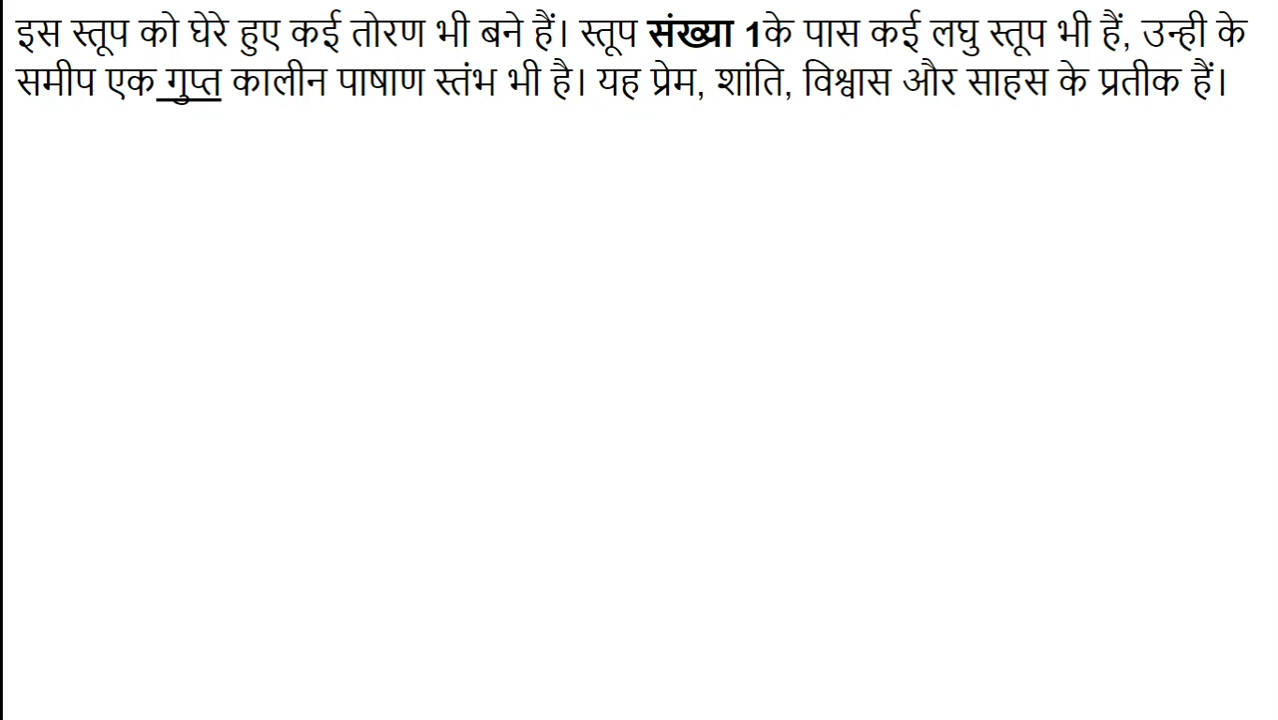 इस स्तूप को घेरे हुए कई तोरण भी बने हैं। स्तूप संख्या 1के पास कई लघु स्तूप भी हैं, उन्ही के
समीप एक गुप्त कालीन पाषाण स्तंभ भी है। यह प्रेम, शांति, विश्वास और साहस के प्रतीक हैं।